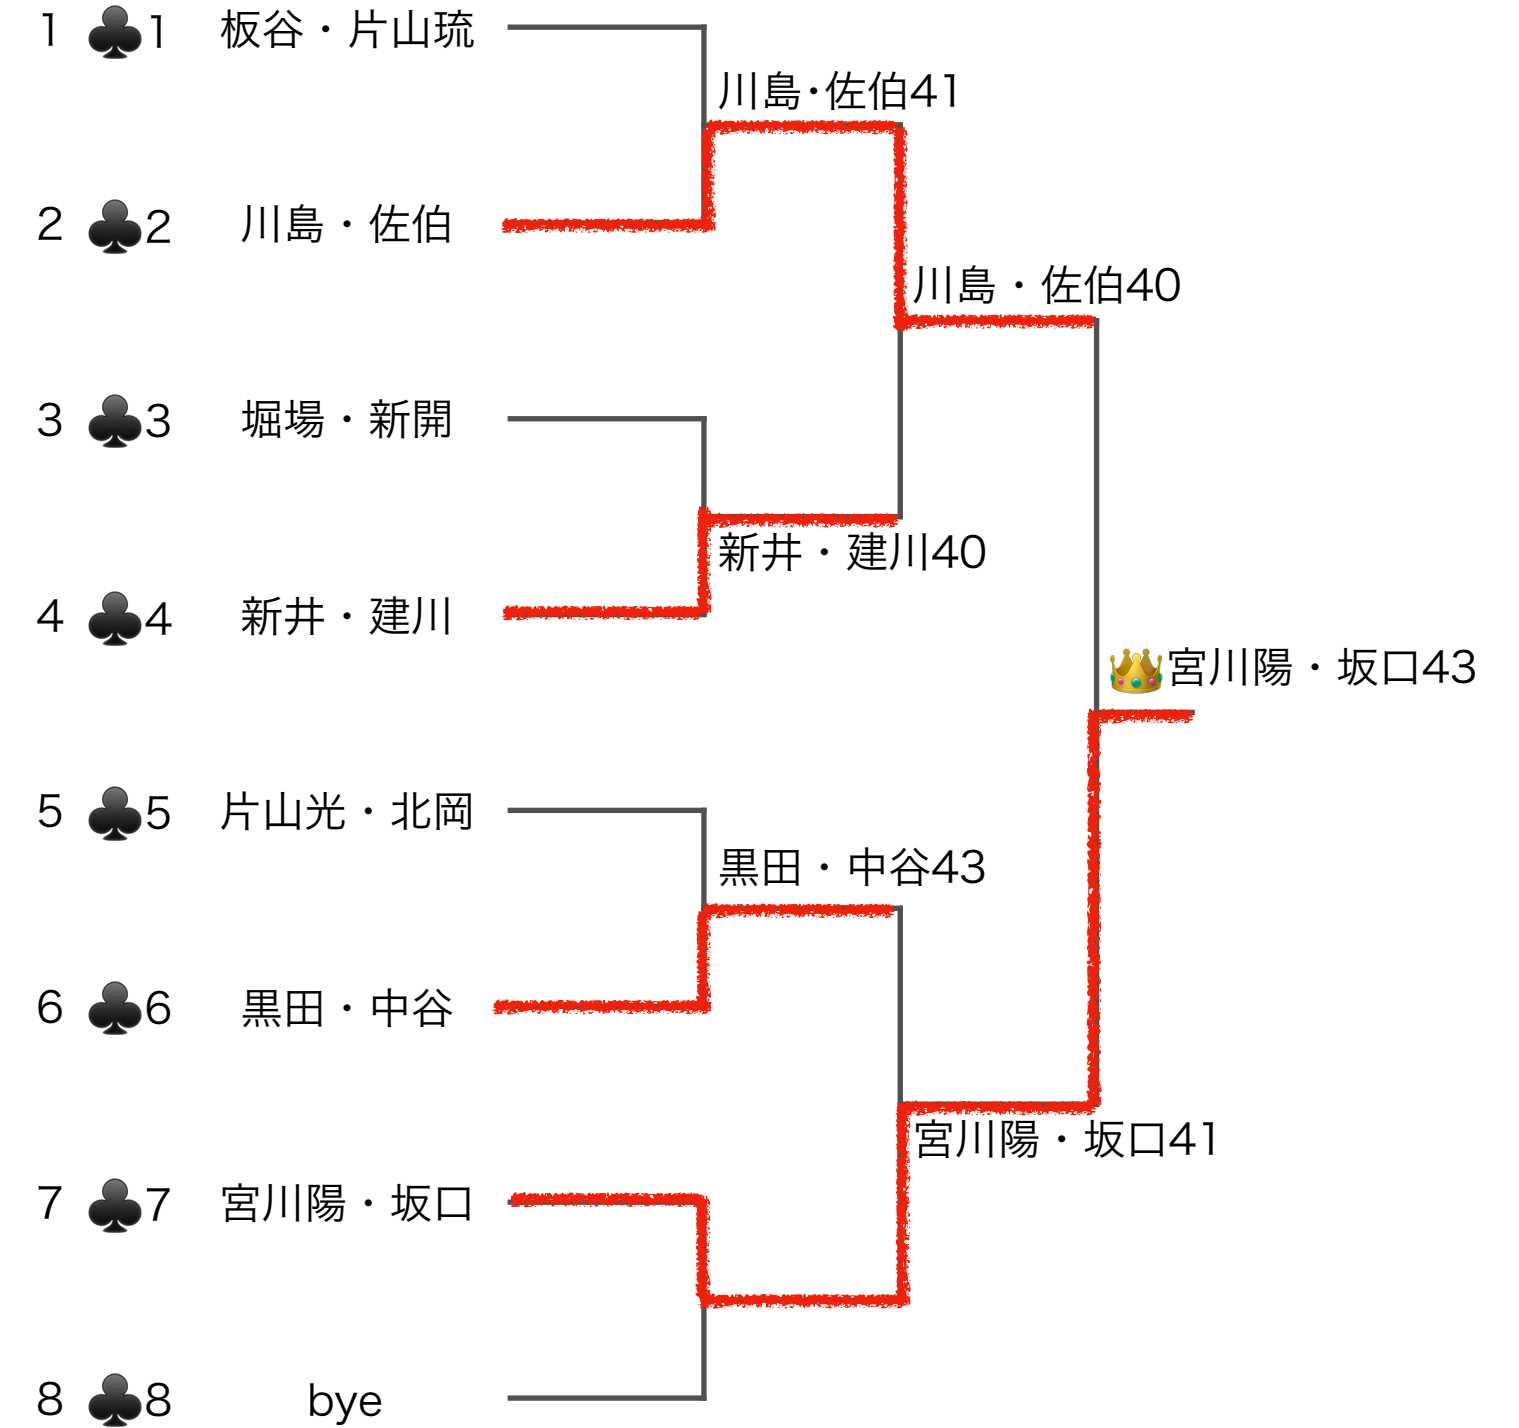 1 ♣1 板谷・片山琉
川島・佐伯41
2 ♣2 川島・佐伯
川島・佐伯40
3 ♣3 堀場・新開
新井・建川40
4 ♣4 新井・建川
👑宮川陽・坂口43
5 ♣5 片山光・北岡
黒田・中谷43
6 ♣6 黒田・中谷
宮川陽・坂口41
7 ♣7 宮川陽・坂口
8 ♣8 bye